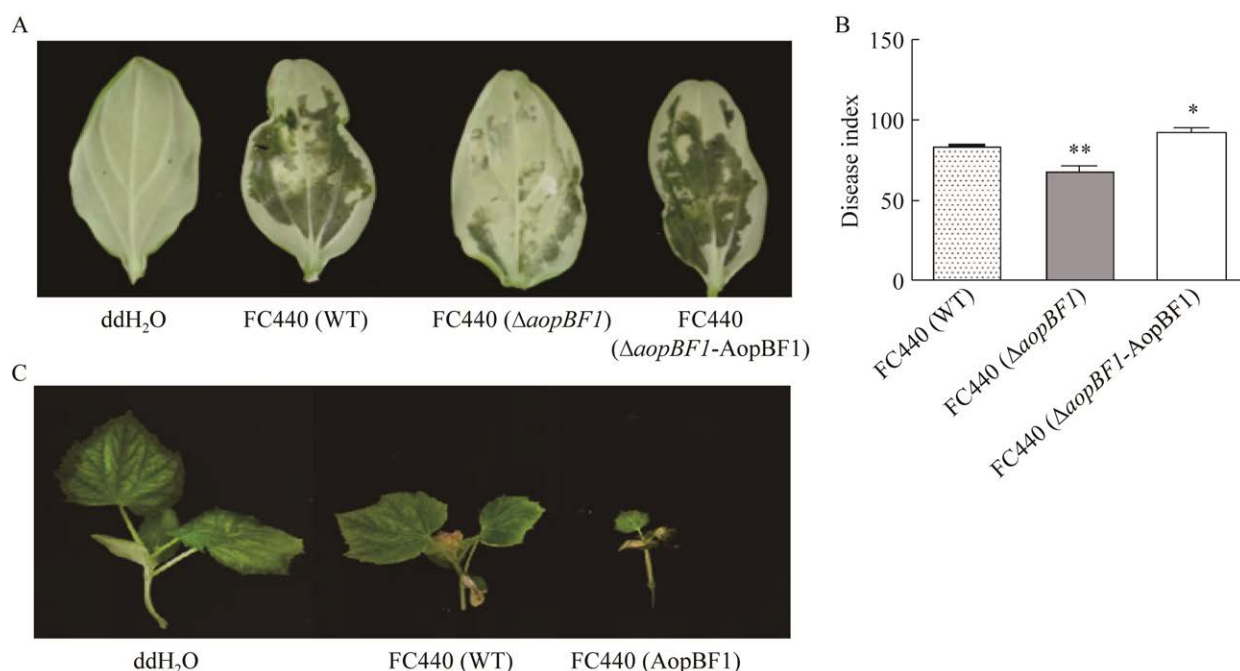 A
ddH₂O
FC440 (WT)
FC440 (ΔaopBF1)
FC440
(ΔaopBF1-AopBF1)
B
Disease index
150
100
50
0
**
*
FC440 (WT)
FC440 (ΔaopBF1)
FC440 (ΔaopBF1-AopBF1)
C
ddH₂O
FC440 (WT)
FC440 (AopBF1)